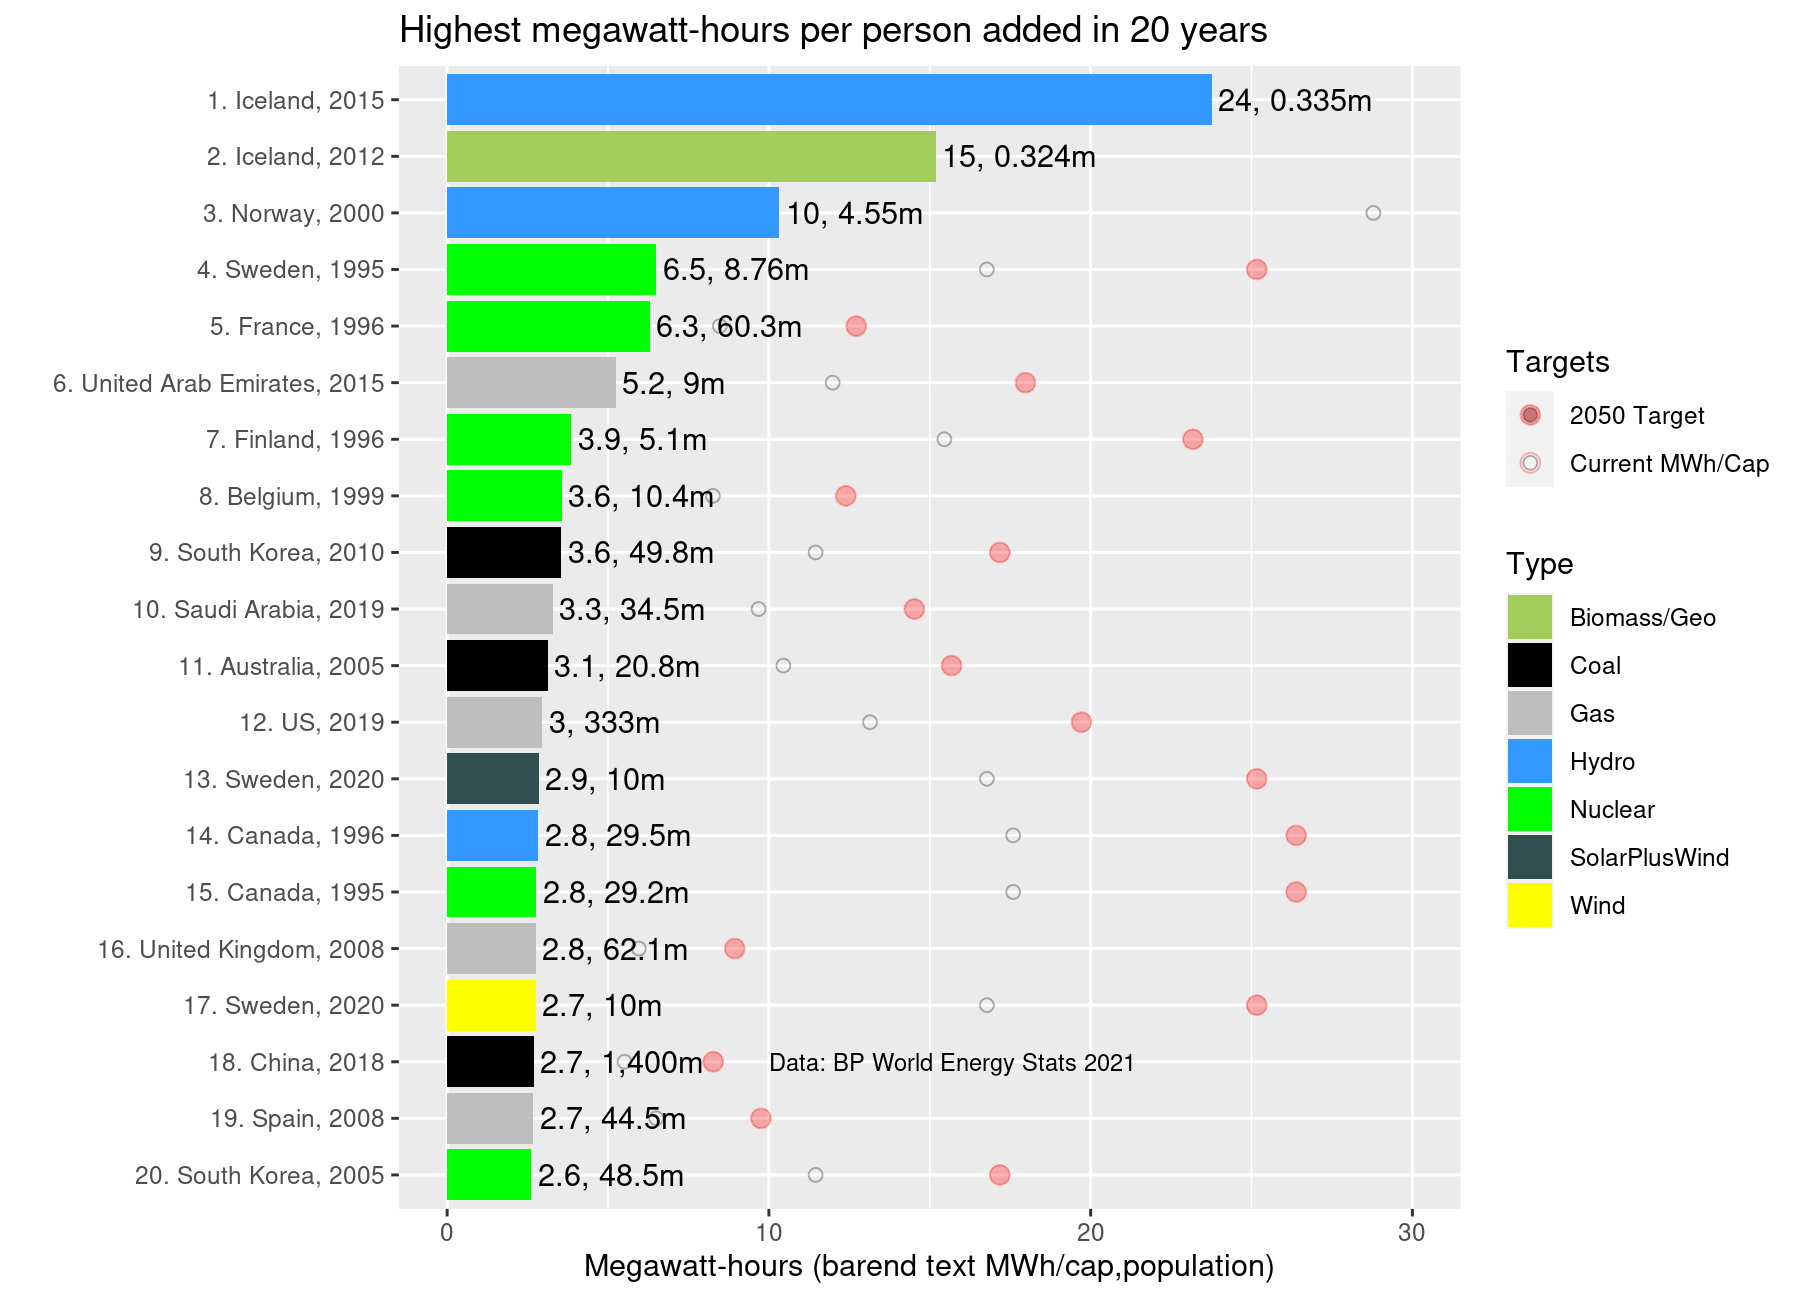 Highest megawatt-hours per person added in 20 years
1. Iceland, 2015
24, 0.335m
2. Iceland, 2012
15, 0.324m
3. Norway, 2000
10, 4.55m
4. Sweden, 1995
6.5, 8.76m
5. France, 1996
6.3, 60.3m
6. United Arab Emirates, 2015
5.2, 9m
7. Finland, 1996
3.9, 5.1m
8. Belgium, 1999
3.6, 10.4m
9. South Korea, 2010
3.6, 49.8m
10. Saudi Arabia, 2019
3.3, 34.5m
11. Australia, 2005
3.1, 20.8m
12. US, 2019
3, 333m
13. Sweden, 2020
2.9, 10m
14. Canada, 1996
2.8, 29.5m
15. Canada, 1995
2.8, 29.2m
16. United Kingdom, 2008
2.8, 62.1m
17. Sweden, 2020
2.7, 10m
18. China, 2018
2.7, 1,400m
Data: BP World Energy Stats 2021
19. Spain, 2008
2.7, 44.5m
20. South Korea, 2005
2.6, 48.5m
0 10 20 30
Megawatt-hours (barend text MWh/cap,population)
Targets
2050 Target
Current MWh/Cap
Type
Biomass/Geo
Coal
Gas
Hydro
Nuclear
SolarPlusWind
Wind